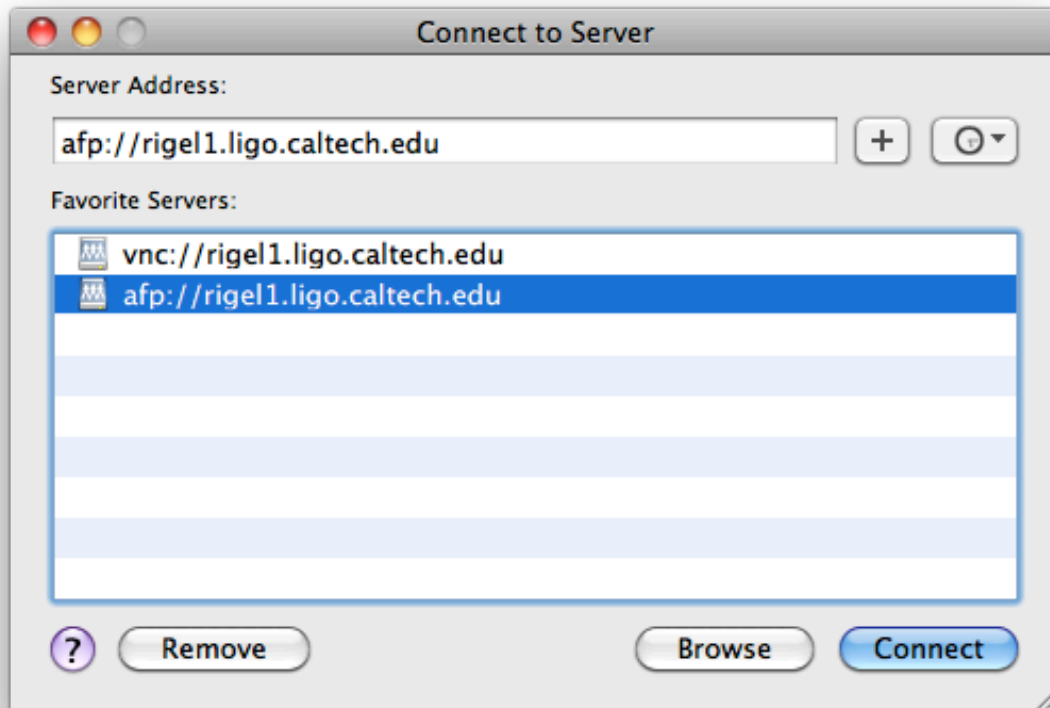 Connect to Server
Server Address:
afp://rigel1.ligo.caltech.edu
+
Favorite Servers:
vnc://rigel1.ligo.caltech.edu
afp://rigel1.ligo.caltech.edu
? Remove Browse Connect